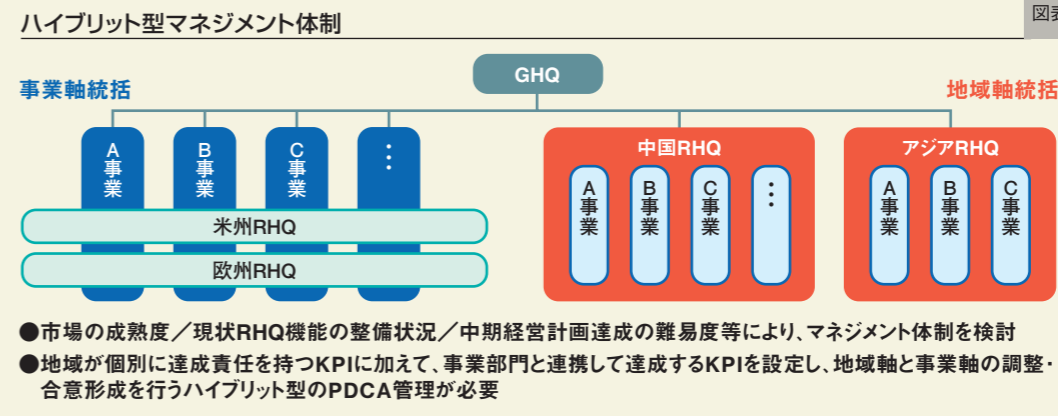 ハイブリット型マネジメント体制
図表
GHQ
事業軸統括
地域軸統括
A事業
B事業
C事業
⋮
米州RHQ
欧州RHQ
中国RHQ
A事業
B事業
C事業
⋮
アジアRHQ
A事業
B事業
C事業
●市場の成熟度／現状RHQ機能の整備状況／中期経営計画達成の難易度等により、マネジメント体制を検討
●地域が個別に達成責任を持つKPIに加えて、事業部門と連携して達成するKPIを設定し、地域軸と事業軸の調整・
合意形成を行うハイブリット型のPDCA管理が必要